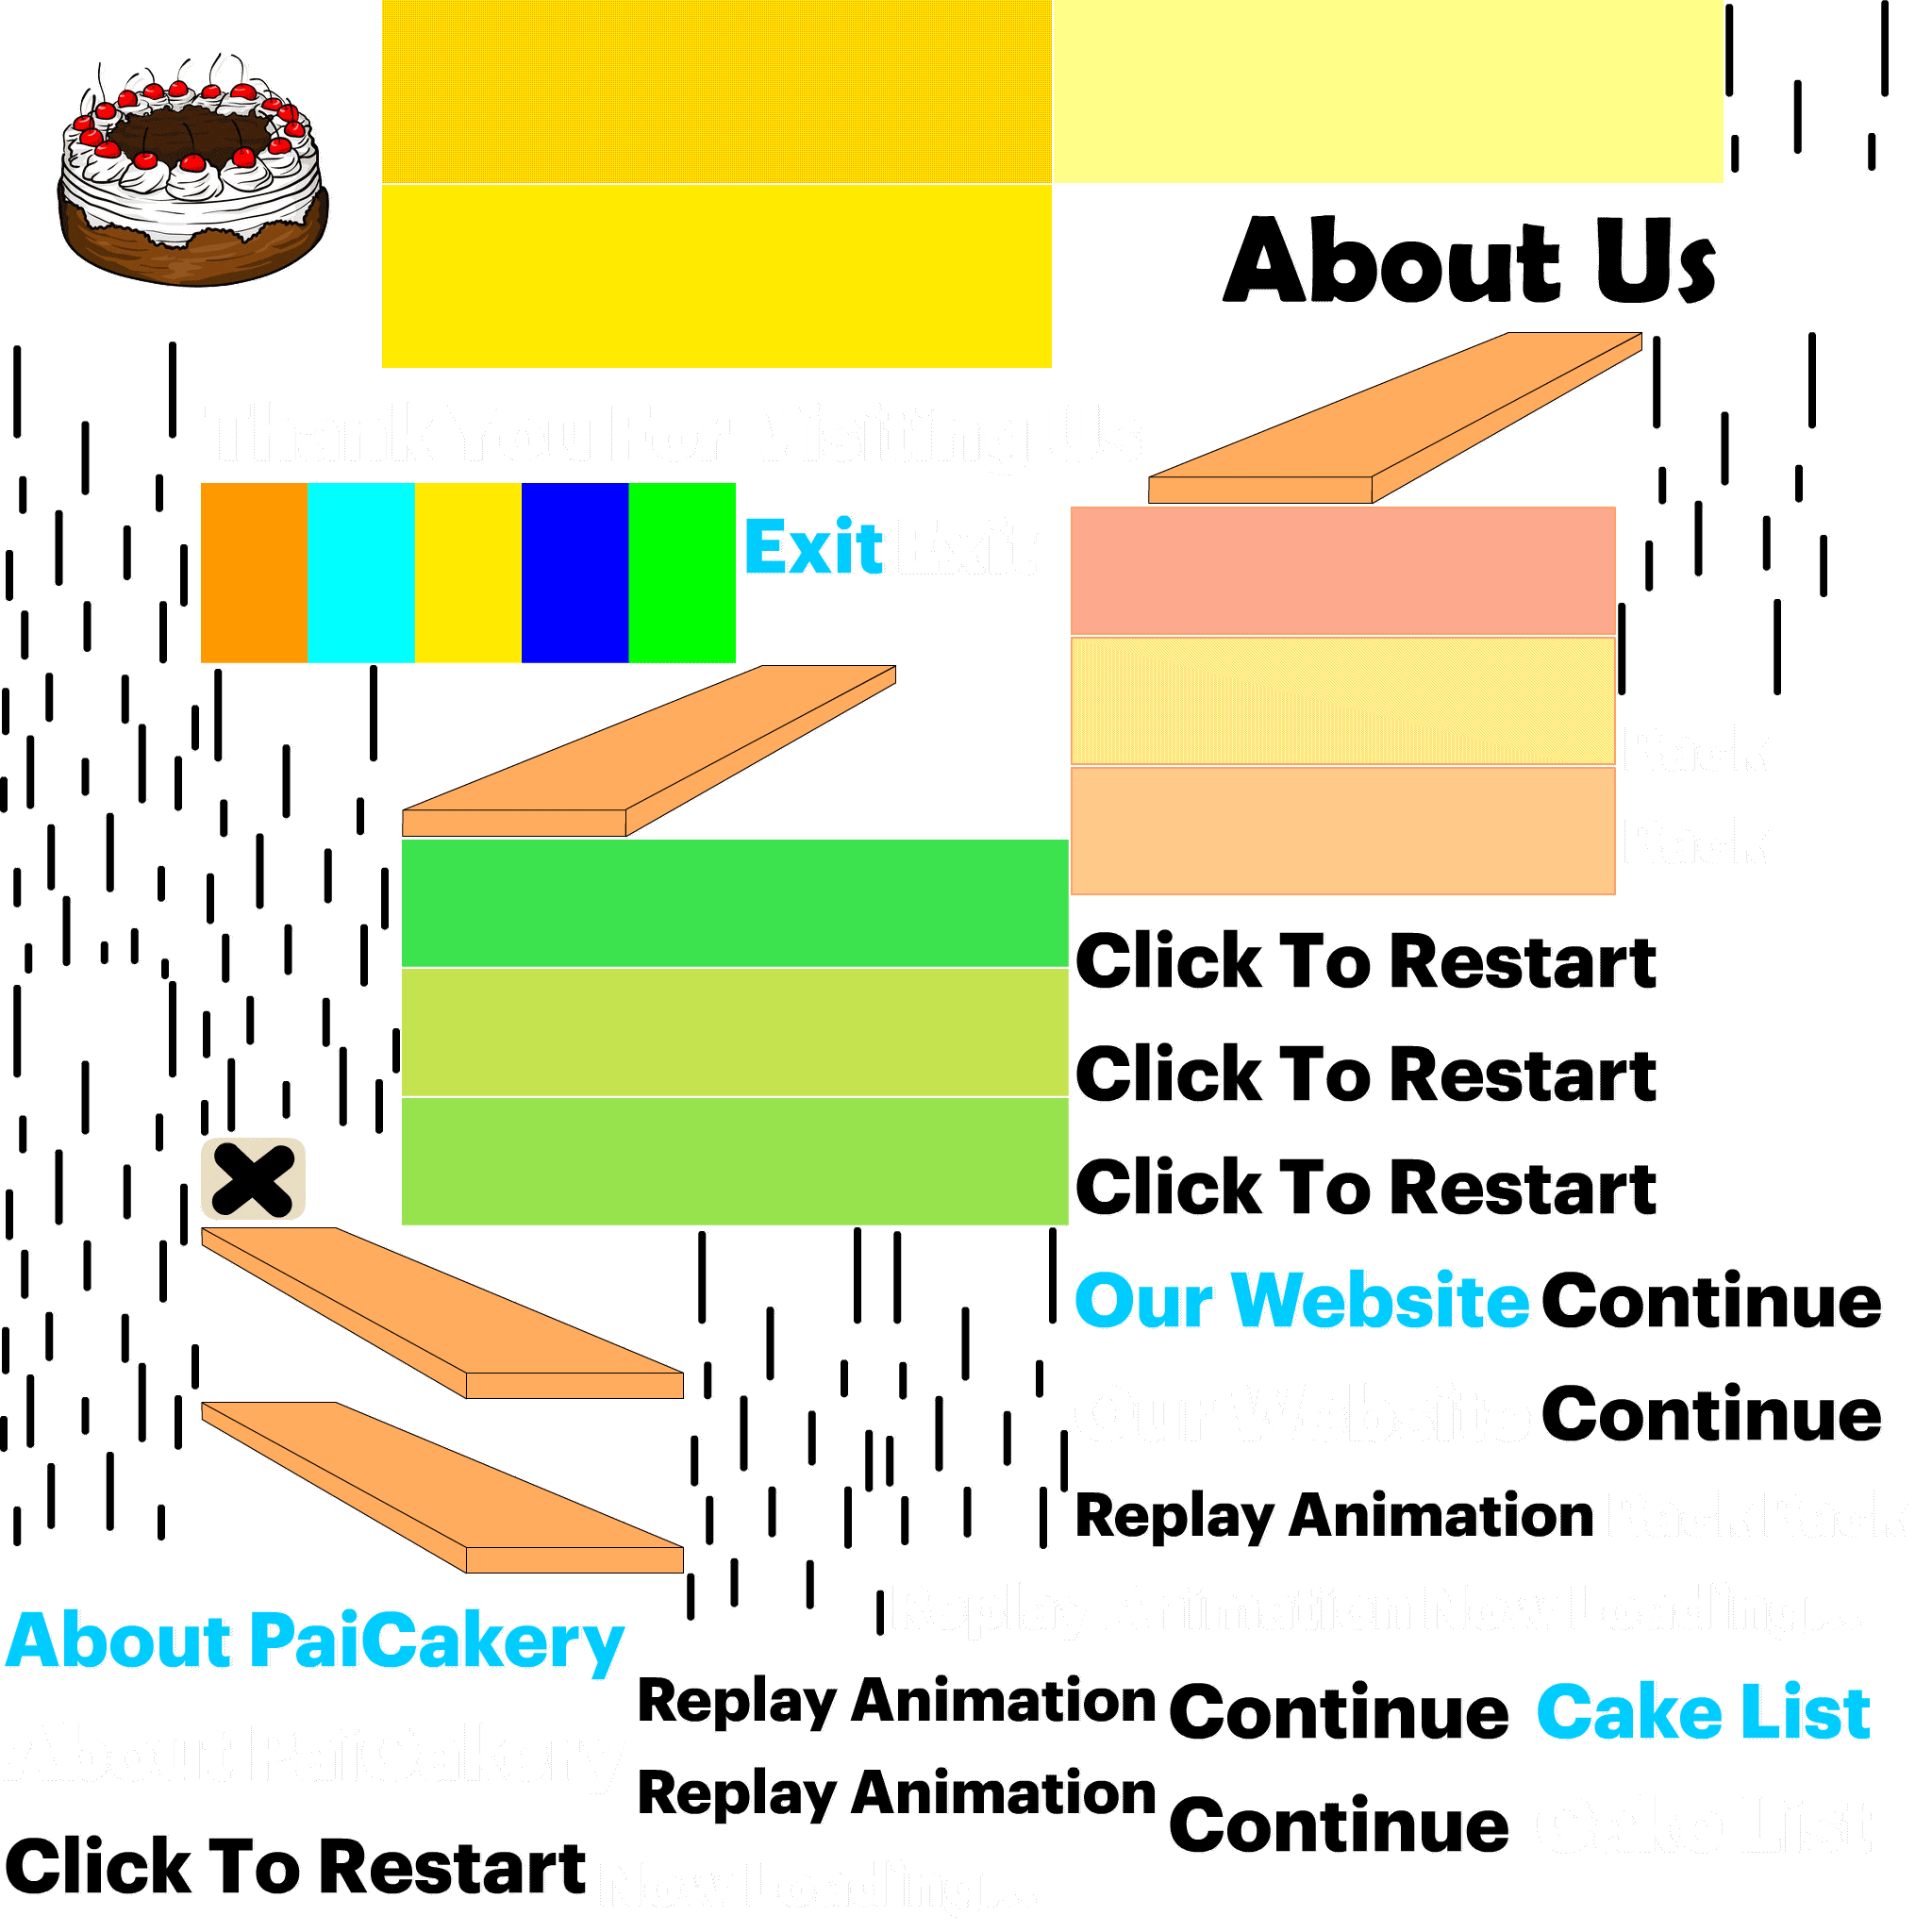 About Us
Thank You For Visiting Us
Exit Exit
Back
Back
Click To Restart
Click To Restart
Click To Restart
Our Website Continue
Our Website Continue
Replay Animation Back Back
Replay Animation Now Loading...
About PaiCakery
Replay Animation Continue Cake List
About PaiCakery
Replay Animation Continue Cake List
Click To Restart Now Loading...